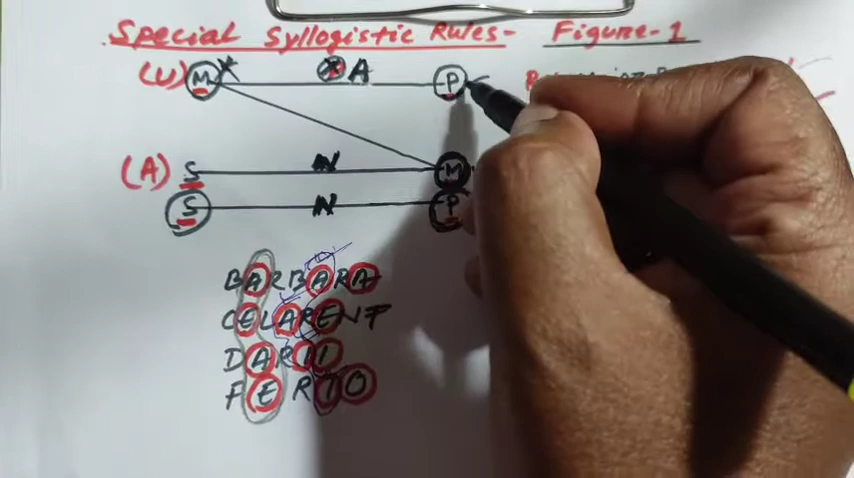 Special Syllogistic Rules- Figure-1
(U) M A P
(A) S N M
S N P
BARBARA
CELARENT
DARII
FERIO